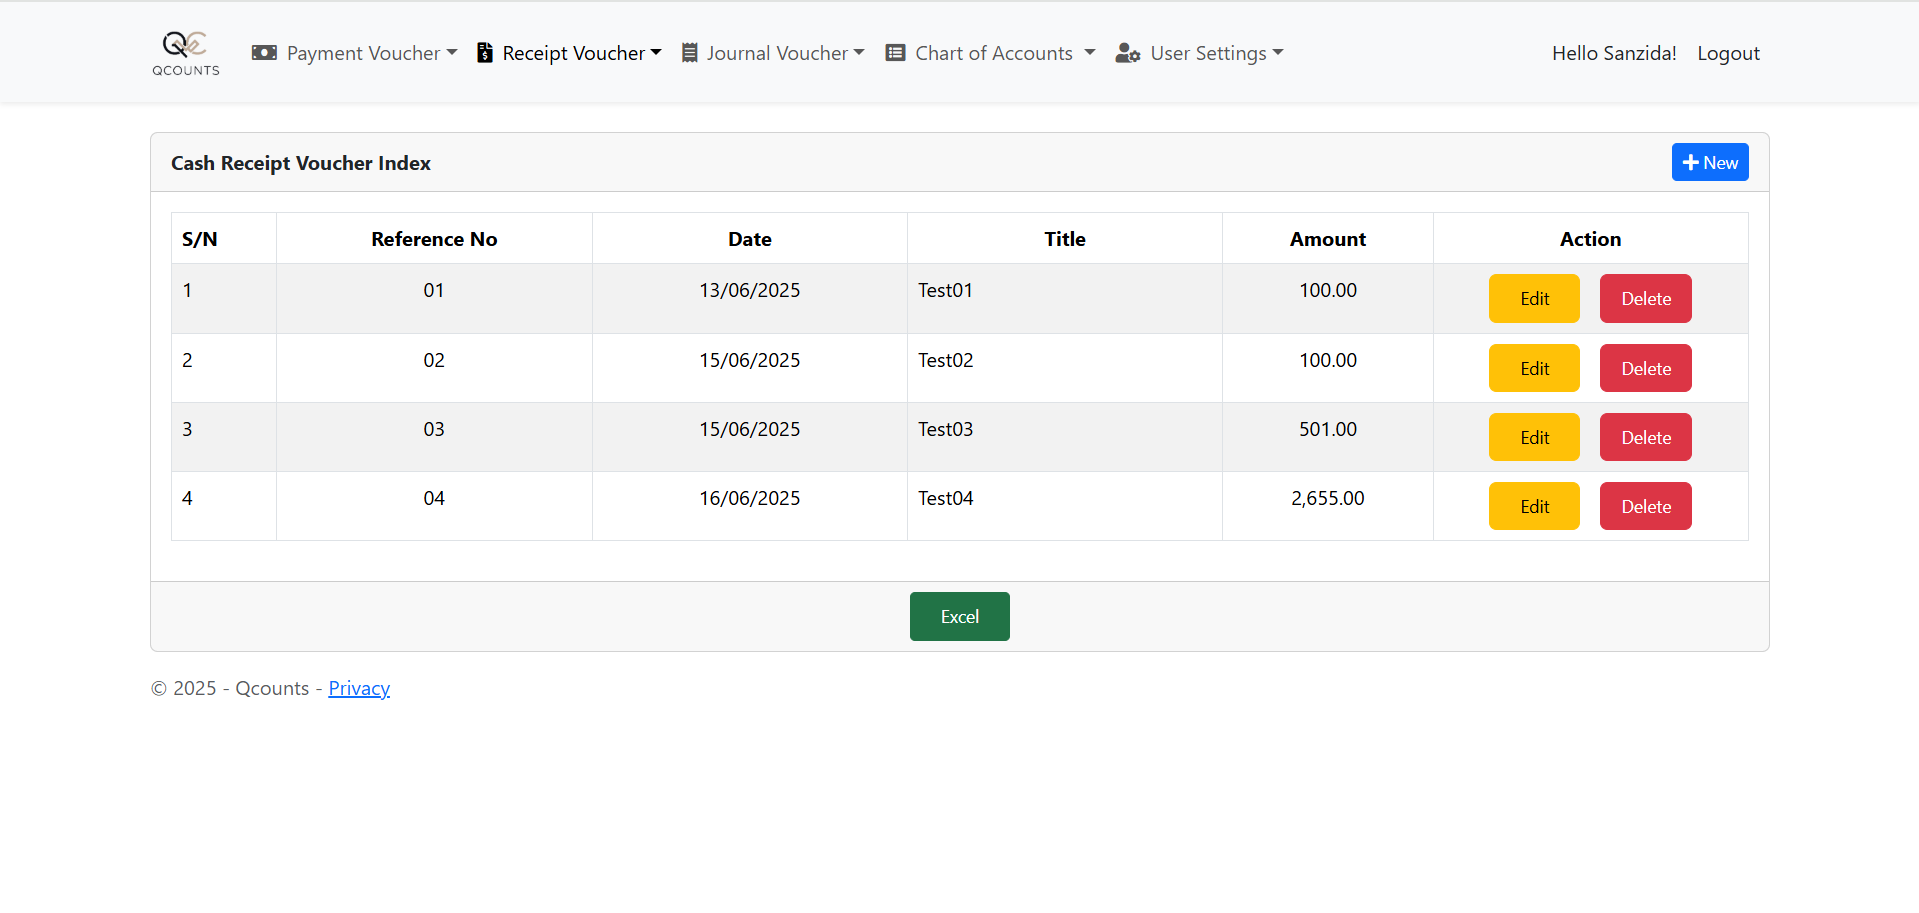 QCOUNTS Payment Voucher Receipt Voucher Journal Voucher Chart of Accounts User Settings Hello Sanzida! Logout
Cash Receipt Voucher Index New
S/N Reference No Date Title Amount Action
1 01 13/06/2025 Test01 100.00 Edit Delete
2 02 15/06/2025 Test02 100.00 Edit Delete
3 03 15/06/2025 Test03 501.00 Edit Delete
4 04 16/06/2025 Test04 2,655.00 Edit Delete
Excel
© 2025 - Qcounts - Privacy